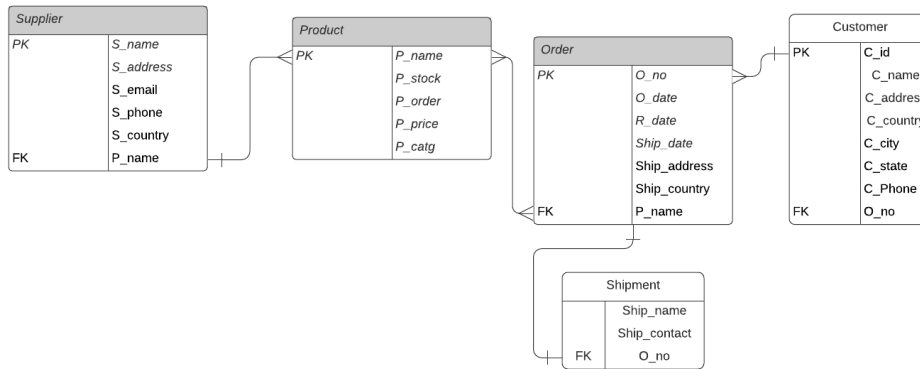 Supplier
PK S_name
S_address
S_email
S_phone
S_country
FK P_name
Product
PK P_name
P_stock
P_order
P_price
P_catg
Order
PK O_no
O_date
R_date
Ship_date
Ship_address
Ship_country
FK P_name
Customer
PK C_id
C_name
C_address
C_country
C_city
C_state
C_Phone
FK O_no
Shipment
Ship_name
Ship_contact
FK O_no